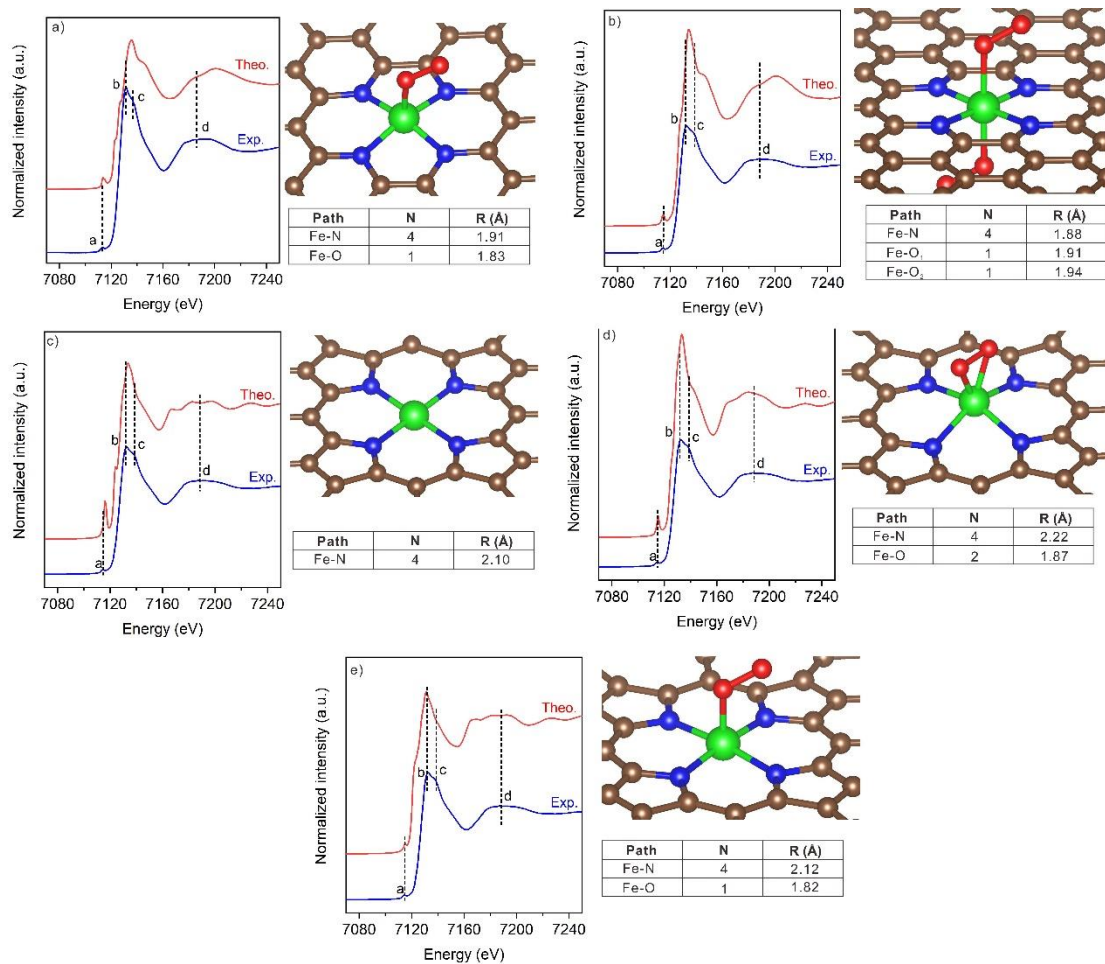 a)
Normalized intensity (a.u.)
Theo.
b
c
d
Exp.
a
7080 7120 7160 7200 7240
Energy (eV)
Path N R (Å)
Fe-N 4 1.91
Fe-O 1 1.83
b)
Normalized intensity (a.u.)
Theo.
b
c
d
Exp.
a
7080 7120 7160 7200 7240
Energy (eV)
Path N R (Å)
Fe-N 4 1.88
Fe-O₁ 1 1.91
Fe-O₂ 1 1.94
c)
Normalized intensity (a.u.)
Theo.
b
c
d
Exp.
a
7080 7120 7160 7200 7240
Energy (eV)
Path N R (Å)
Fe-N 4 2.10
d)
Normalized intensity (a.u.)
Theo.
b
c
d
Exp.
a
7080 7120 7160 7200 7240
Energy (eV)
Path N R (Å)
Fe-N 4 2.22
Fe-O 2 1.87
e)
Normalized intensity (a.u.)
Theo.
b
c
d
Exp.
a
7080 7120 7160 7200 7240
Energy (eV)
Path N R (Å)
Fe-N 4 2.12
Fe-O 1 1.82